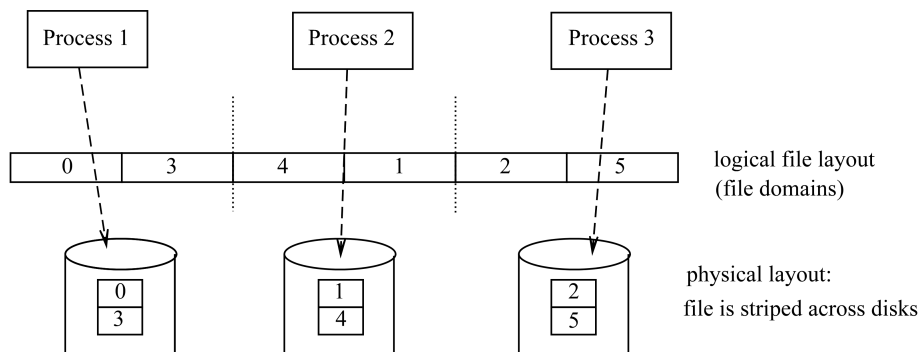 Process 1 Process 2 Process 3
0 3 4 1 2 5
logical file layout
(file domains)
physical layout:
0 1 2
file is striped across disks
3 4 5